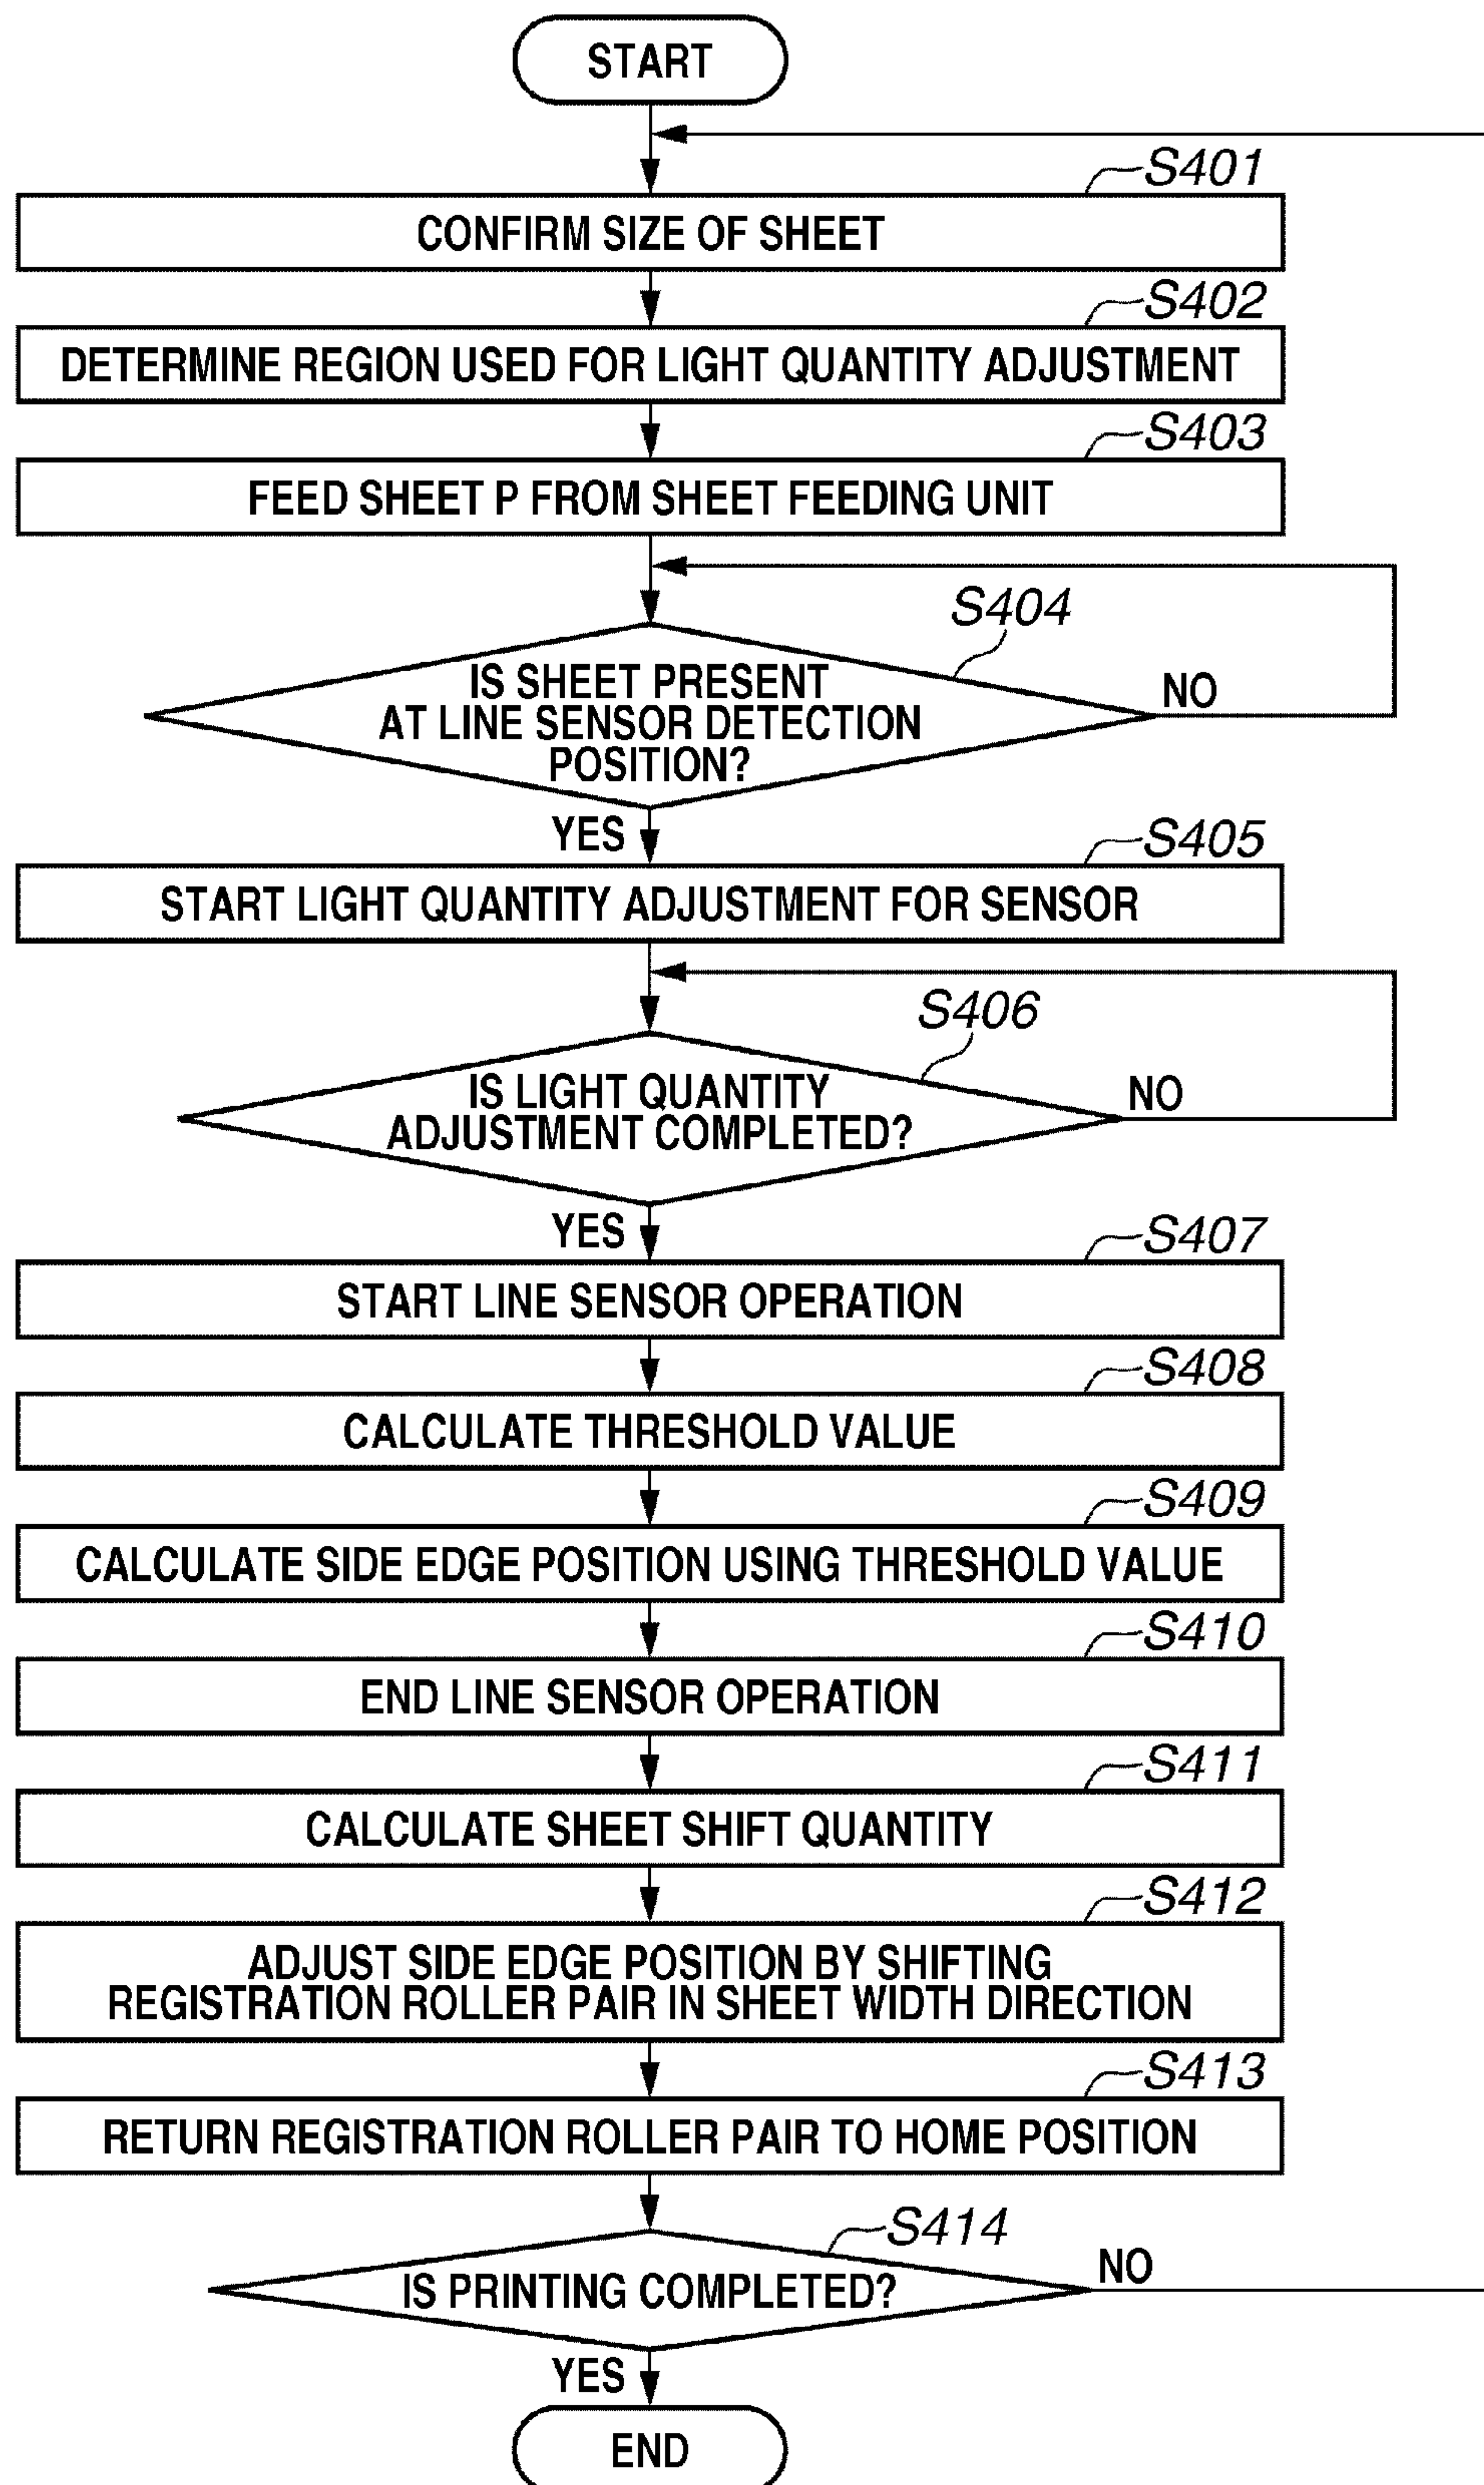 START
S401
CONFIRM SIZE OF SHEET
S402
DETERMINE REGION USED FOR LIGHT QUANTITY ADJUSTMENT
S403
FEED SHEET P FROM SHEET FEEDING UNIT
S404
IS SHEET PRESENT
AT LINE SENSOR DETECTION
POSITION?
NO
YES
S405
START LIGHT QUANTITY ADJUSTMENT FOR SENSOR
S406
IS LIGHT QUANTITY
ADJUSTMENT COMPLETED?
NO
YES
S407
START LINE SENSOR OPERATION
S408
CALCULATE THRESHOLD VALUE
S409
CALCULATE SIDE EDGE POSITION USING THRESHOLD VALUE
S410
END LINE SENSOR OPERATION
S411
CALCULATE SHEET SHIFT QUANTITY
S412
ADJUST SIDE EDGE POSITION BY SHIFTING
REGISTRATION ROLLER PAIR IN SHEET WIDTH DIRECTION
S413
RETURN REGISTRATION ROLLER PAIR TO HOME POSITION
S414
IS PRINTING COMPLETED?
NO
YES
END